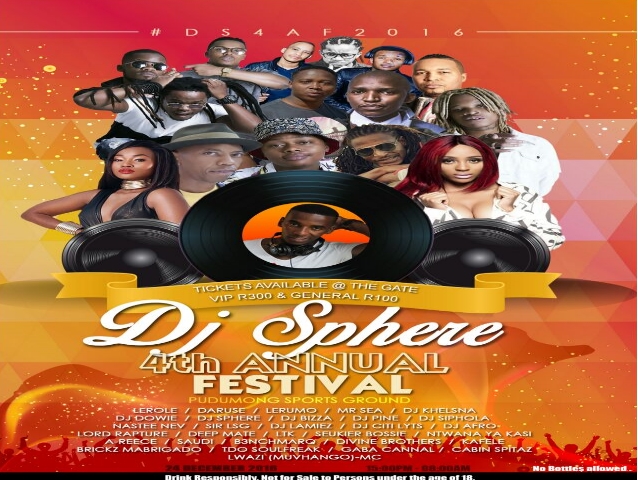 #DS4AF2016
TICKETS AVAILABLE @ THE GATE
VIP R300 & GENERAL R100
Dj Sphere
4th ANNUAL
FESTIVAL
PUDUMONG SPORTS GROUND
LEROLE / DARUSE / LERUMO / MR SEA / DJ KHELSNA
DJ DOWIE / DJ SPHERE / DJ BIZZA / DJ PINE / DJ SIPHOLA
NASTEE NEV / SIR LSG / DJ LAMIEZ / DJ CITI LYTS / DJ AFRO
LORD RAPTURE / DEEP MATE / LTK / SEUKIER BOSSIE / NTWANA YA KASI
A-REECE / SAUDI / B3NCHMARQ / DIVINE BROTHERS / KAFELE
BRICKZ MABRIGADO / TDO SOULFREAK / GABA CANNAL / CABIN SPITAZ
LWAZI (MUVHANGO)-MC
24 DECEMBER 2016
No Bottles allowed
Drink Responsibly. Not for Sale to Persons under the age of 18.